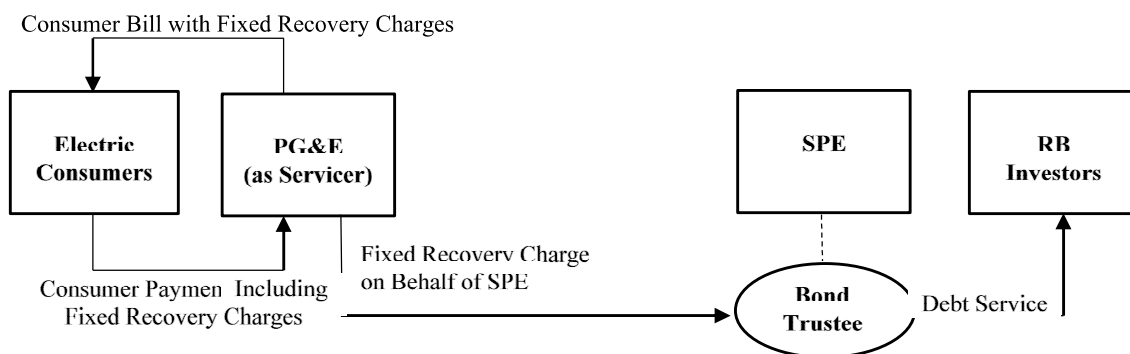 Consumer Bill with Fixed Recovery Charges
Electric
Consumers
PG&E
(as Servicer)
SPE
RB
Investors
Fixed Recovery Charge
on Behalf of SPE
Consumer Paymen Including
Fixed Recovery Charges
Bond
Trustee
Debt Service